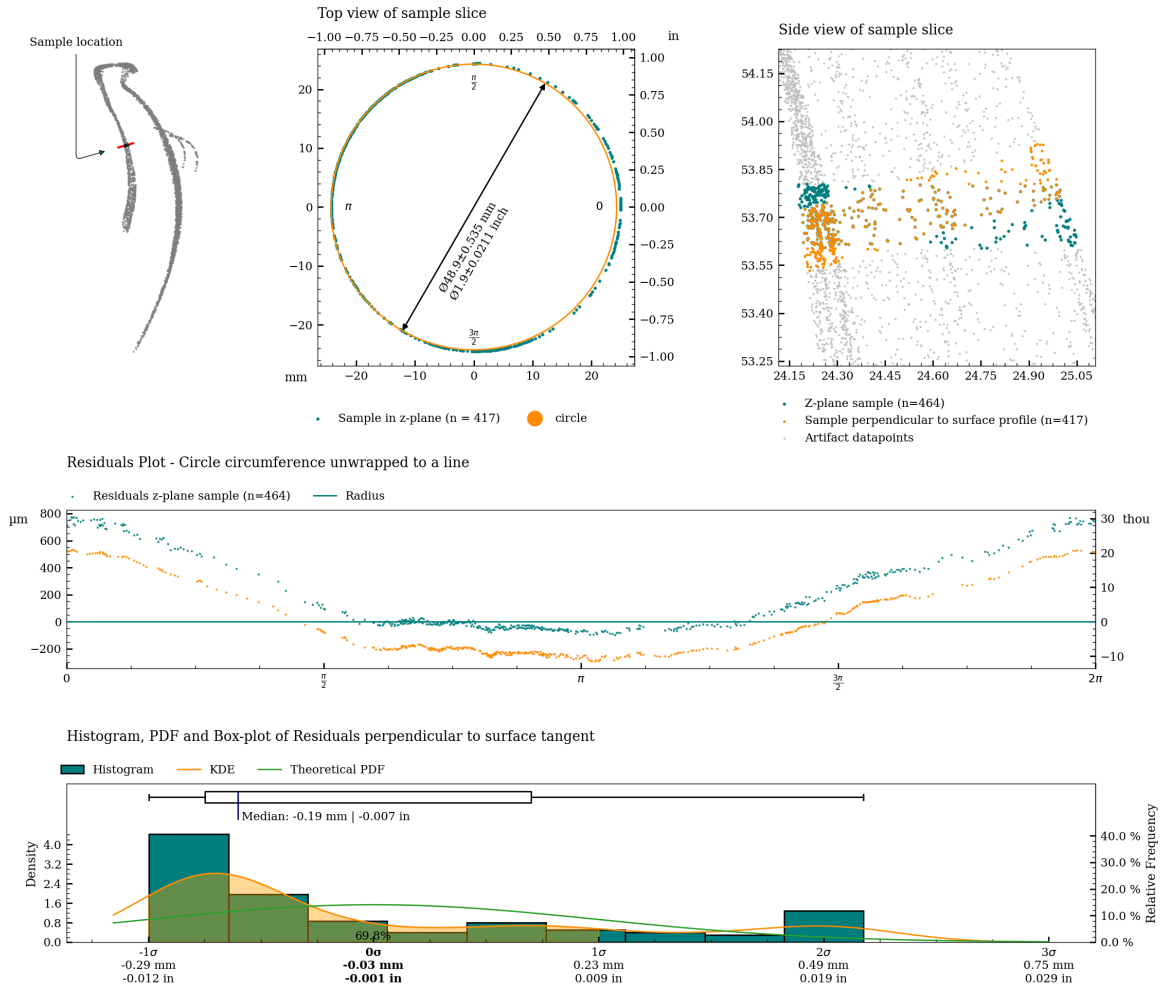 Sample location
Top view of sample slice
−1.00 −0.75 −0.50 −0.25 0.00 0.25 0.50 0.75 1.00 in
20
10
0
−10
−20
mm
−20 −10 0 10 20
1.00
0.75
0.50
0.25
0.00
−0.25
−0.50
−0.75
−1.00
π/2
π
0
3π/2
Ø48.9±0.535 mm
Ø1.9±0.0211 inch
Sample in z-plane (n = 417) circle
Side view of sample slice
54.15
54.00
53.85
53.70
53.55
53.40
53.25
24.15 24.30 24.45 24.60 24.75 24.90 25.05
Z-plane sample (n=464)
Sample perpendicular to surface profile (n=417)
Artifact datapoints
Residuals Plot - Circle circumference unwrapped to a line
Residuals z-plane sample (n=464) Radius
µm
800
600
400
200
0
−200
30 thou
20
10
0
−10
0 π/2 π 3π/2 2π
Histogram, PDF and Box-plot of Residuals perpendicular to surface tangent
Histogram KDE Theoretical PDF
Median: -0.19 mm | -0.007 in
Density
4.0
3.2
2.4
1.6
0.8
0.0
40.0 %
30.0 %
20.0 %
10.0 %
0.0 %
Relative Frequency
69.8%
-1σ 0σ 1σ 2σ 3σ
-0.29 mm -0.03 mm 0.23 mm 0.49 mm 0.75 mm
-0.012 in -0.001 in 0.009 in 0.019 in 0.029 in